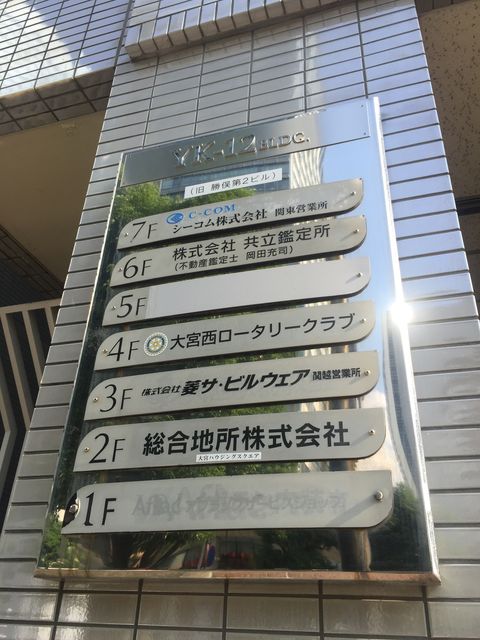 YK-12 BLDG.
(旧 勝俣第2ビル)
7F C-COM シーコム株式会社 関東営業所
6F 株式会社 共立鑑定所
(不動産鑑定士 岡田充司)
5F
4F 大宮西ロータリークラブ
3F 株式会社 菱サ・ビルウェア 関越営業所
2F 総合地所株式会社
大宮ハウジングスクエア
1F